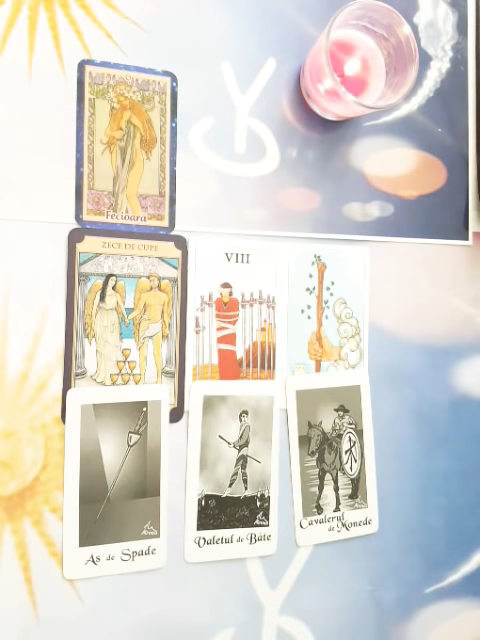 Fecioara
ZECE DE CUPE
VIII
As de Spade
Valetul de Bâte
Cavalerul
de Monede